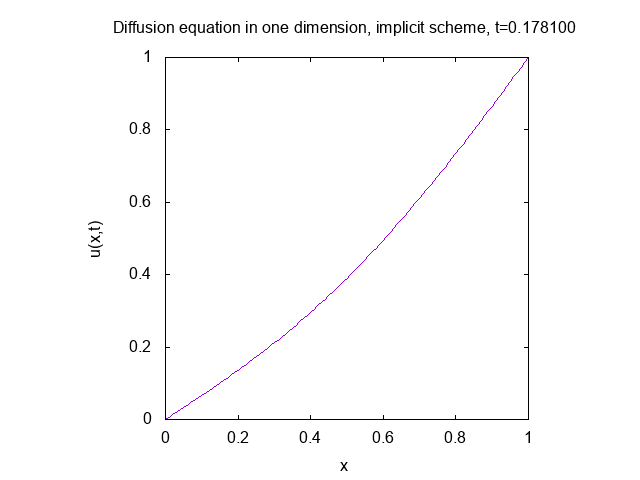 Diffusion equation in one dimension, implicit scheme, t=0.178100
1
0.8
0.6
u(x,t)
0.4
0.2
0
0 0.2 0.4 0.6 0.8 1
x